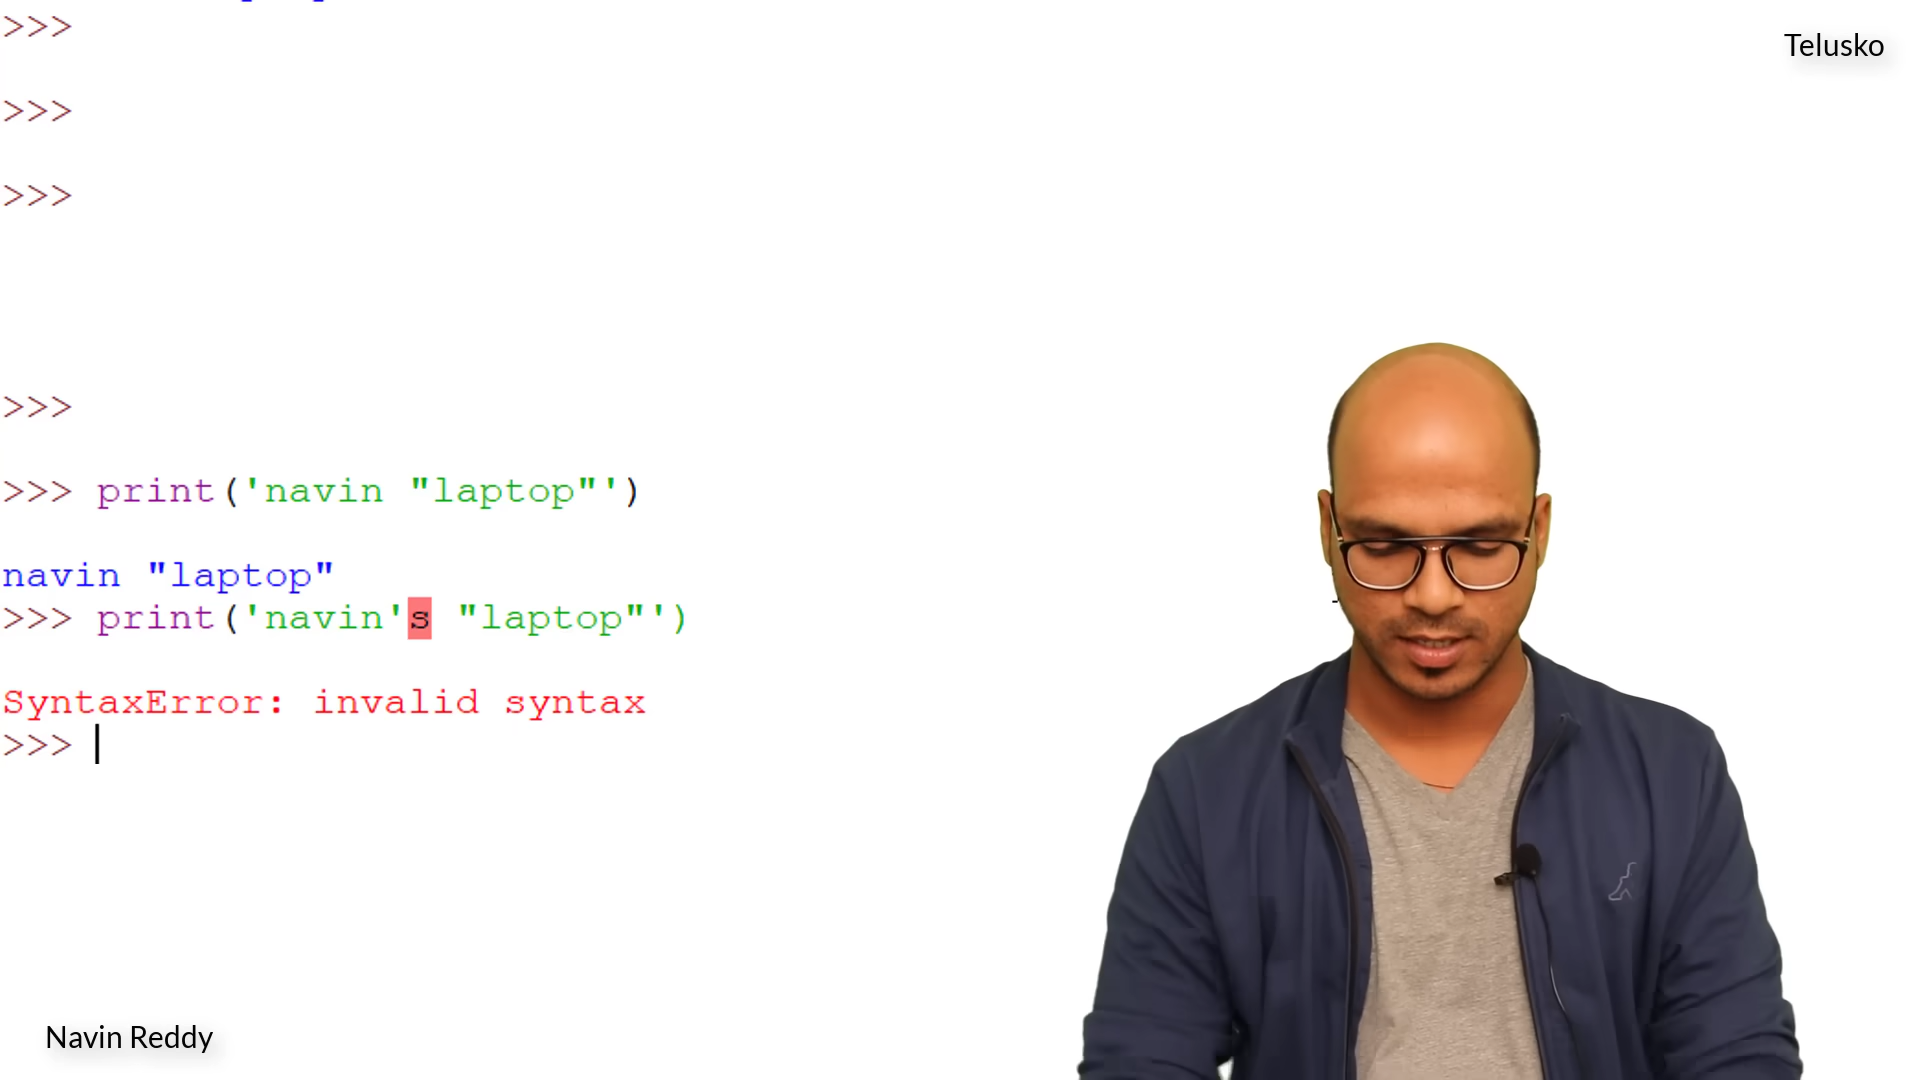 >>>
Telusko
>>>
>>>
>>>
>>> print('navin "laptop"')
navin "laptop"
>>> print('navin's "laptop"')
SyntaxError: invalid syntax
>>>
Navin Reddy